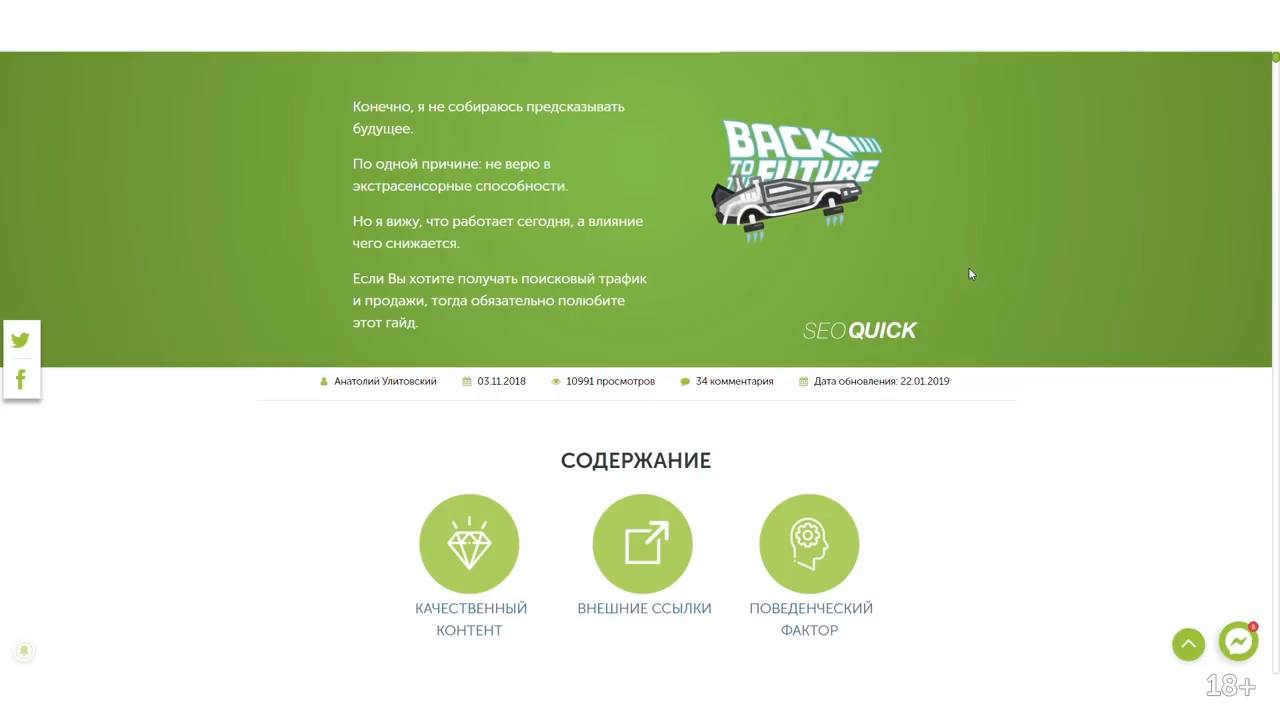 Конечно, я не собираюсь предсказывать
будущее.
По одной причине: не верю в
экстрасенсорные способности.
Но я вижу, что работает сегодня, а влияние
чего снижается.
Если Вы хотите получать поисковый трафик
и продажи, тогда обязательно полюбите
этот гайд.
BACK
TO THE FUTURE
SEOQUICK
Анатолий Улитовский
03.11.2018
10991 просмотров
34 комментария
Дата обновления: 22.01.2019
СОДЕРЖАНИЕ
КАЧЕСТВЕННЫЙ
КОНТЕНТ
ВНЕШНИЕ ССЫЛКИ
ПОВЕДЕНЧЕСКИЙ
ФАКТОР
5
18+